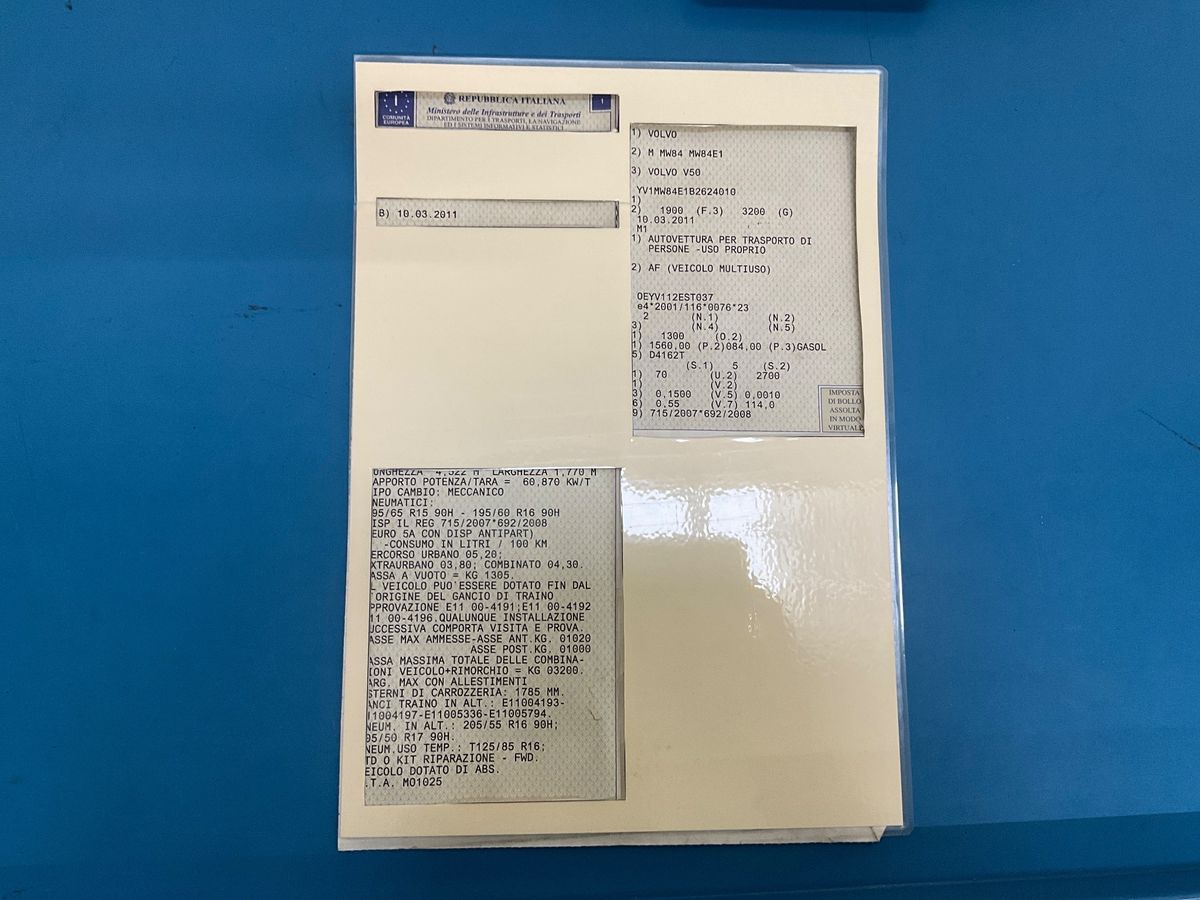 I
COMUNITÀ
EUROPEA
REPUBBLICA ITALIANA
Ministero delle Infrastrutture e dei Trasporti
DIPARTIMENTO PER I TRASPORTI, LA NAVIGAZIONE
ED I SISTEMI INFORMATIVI E STATISTICI
1
B) 10.03.2011
1) VOLVO
2) M MW84 MW84E1
3) VOLVO V50
YV1MW84E1B2624010
1)
2) 1900 (F.3) 3200 (G)
10.03.2011
M1
1) AUTOVETTURA PER TRASPORTO DI
PERSONE -USO PROPRIO
2) AF (VEICOLO MULTIUSO)
OEYV112EST037
e4*2001/116*0076*23
2 (N.1) (N.2)
3) (N.4) (N.5)
1) 1300 (O.2)
1) 1560,00 (P.2)084,00 (P.3)GASOL
5) D4162T
(S.1) 5 (S.2)
1) 70 (U.2) 2700
1) (V.2)
3) 0,1500 (V.5) 0,0010
6) 0,55 (V.7) 114,0
9) 715/2007*692/2008
IMPOSTA
DI BOLLO
ASSOLTA
IN MODO
VIRTUALE
UNGHEZZA 4,522 M LARGHEZZA 1,770 M
APPORTO POTENZA/TARA = 60,870 KW/T
IPO CAMBIO: MECCANICO
NEUMATICI:
95/65 R15 90H - 195/60 R16 90H
ISP IL REG 715/2007*692/2008
EURO 5A CON DISP ANTIPART)
-CONSUMO IN LITRI / 100 KM
ERCORSO URBANO 05,20;
XTRAURBANO 03,80; COMBINATO 04,30.
ASSA A VUOTO = KG 1305.
L VEICOLO PUO'ESSERE DOTATO FIN DAL
'ORIGINE DEL GANCIO DI TRAINO
PPROVAZIONE E11 00-4191;E11 00-4192
11 00-4196.QUALUNQUE INSTALLAZIONE
UCCESSIVA COMPORTA VISITA E PROVA.
ASSE MAX AMMESSE-ASSE ANT.KG. 01020
ASSE POST.KG. 01000
ASSA MASSIMA TOTALE DELLE COMBINA-
IONI VEICOLO+RIMORCHIO = KG 03200.
ARG. MAX CON ALLESTIMENTI
STERNI DI CARROZZERIA: 1785 MM.
ANCI TRAINO IN ALT.: E11004193-
11004197-E11005336-E11005794.
NEUM. IN ALT.: 205/55 R16 90H;
05/50 R17 90H.
NEUM.USO TEMP.: T125/85 R16;
TD O KIT RIPARAZIONE - FWD.
EICOLO DOTATO DI ABS.
.T.A. MO1025